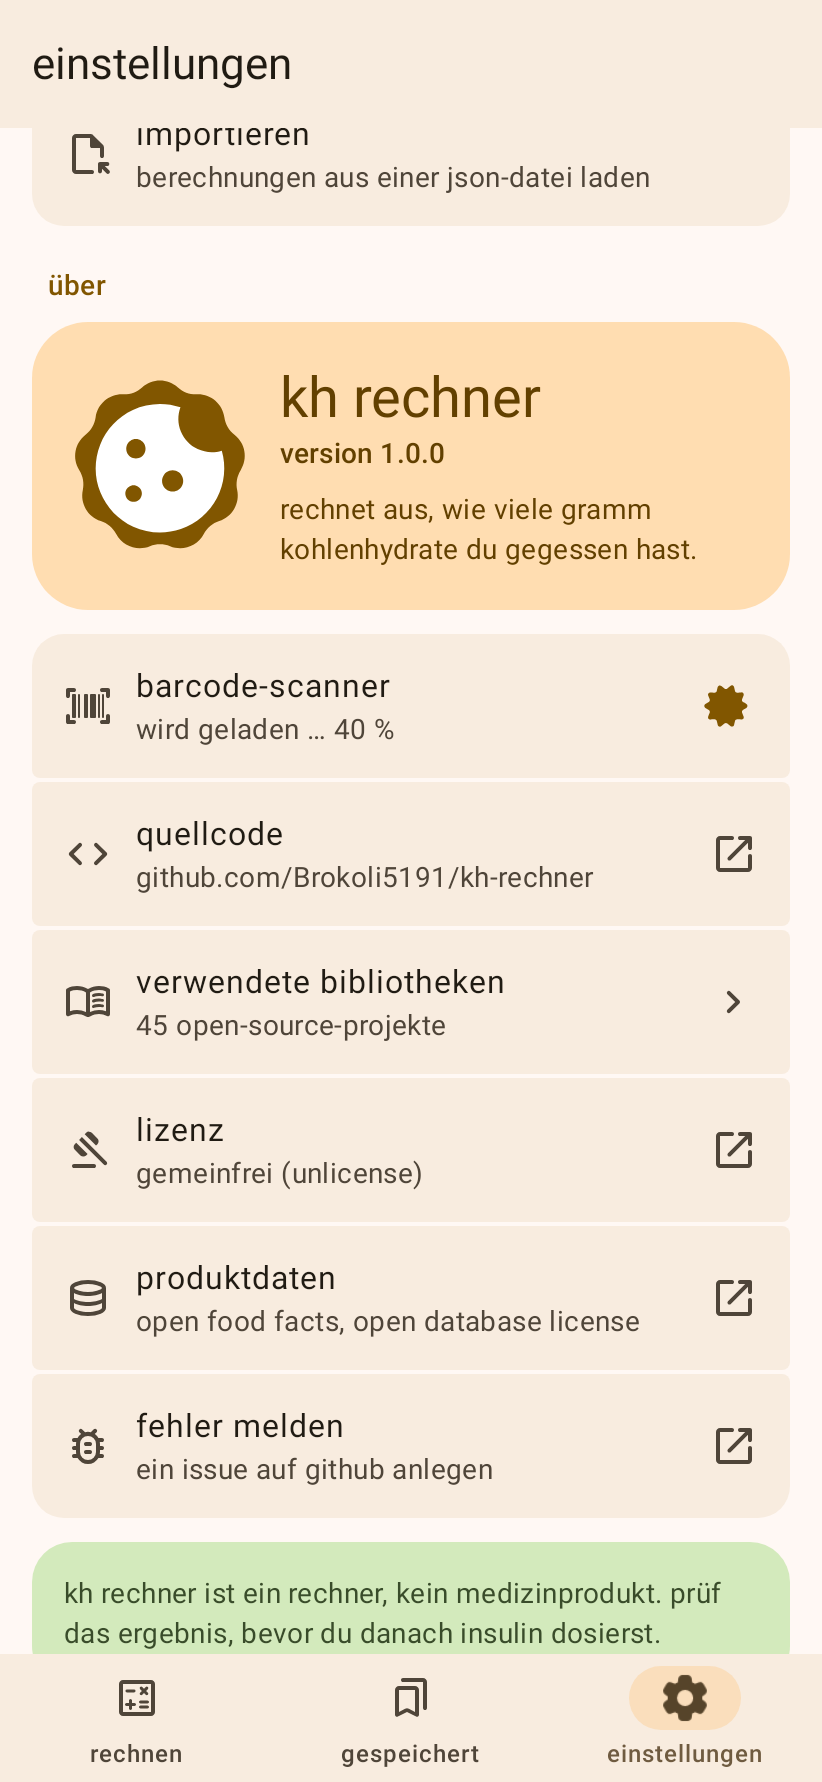 einstellungen
importieren
berechnungen aus einer json-datei laden
über
kh rechner
version 1.0.0
rechnet aus, wie viele gramm
kohlenhydrate du gegessen hast.
barcode-scanner
wird geladen … 40 %
quellcode
github.com/Brokoli5191/kh-rechner
verwendete bibliotheken
45 open-source-projekte
lizenz
gemeinfrei (unlicense)
produktdaten
open food facts, open database license
fehler melden
ein issue auf github anlegen
kh rechner ist ein rechner, kein medizinprodukt. prüf
das ergebnis, bevor du danach insulin dosierst.
rechnen
gespeichert
einstellungen